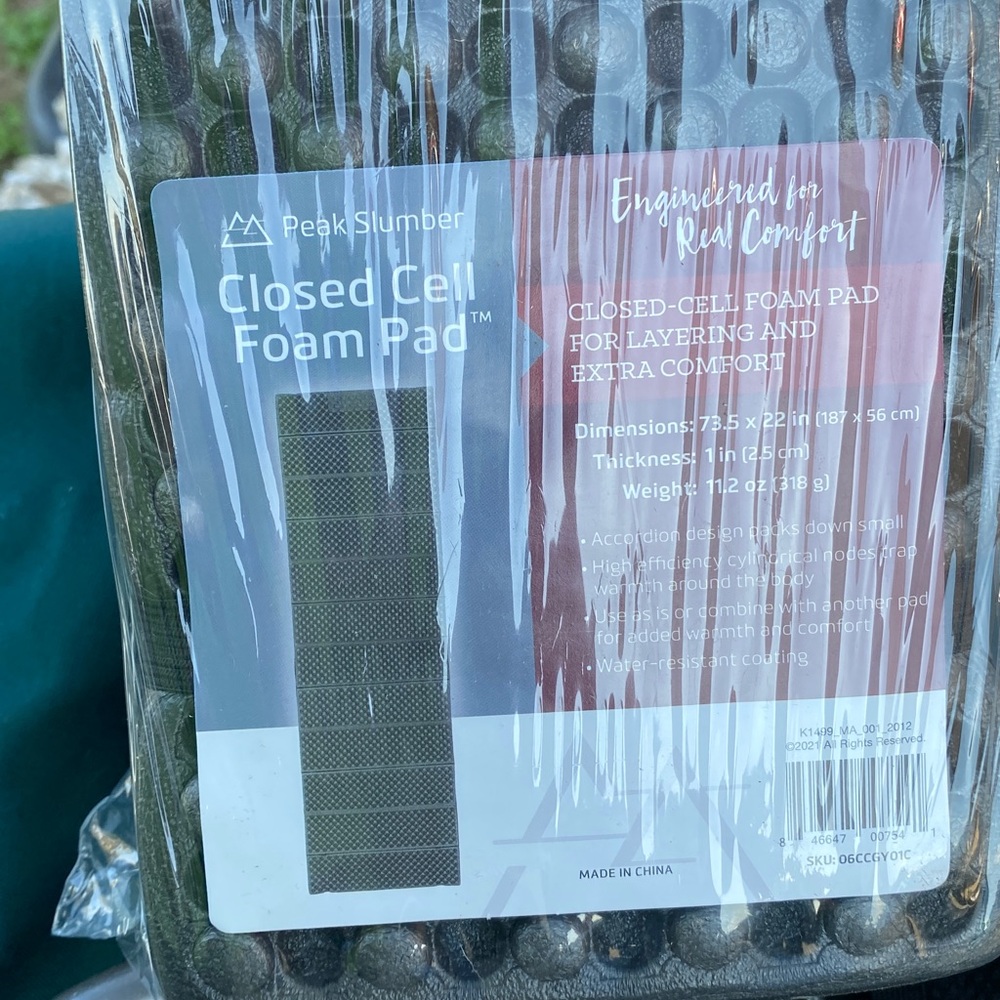 Peak Slumber
Closed Cell
Foam Pad™
Engineered for
Real Comfort
CLOSED-CELL FOAM PAD
FOR LAYERING AND
EXTRA COMFORT
Dimensions: 73.5 x 22 in (187 x 56 cm)
Thickness: 1 in (2.5 cm)
Weight: 11.2 oz (318 g)
• Accordion design packs down small
• High efficiency cylindrical nodes trap
warmth around the body
• Use as is or combine with another pad
for added warmth and comfort
• Water-resistant coating
K1499_MA_001_2012
©2021 All Rights Reserved.
8 46647 00754 1
SKU: 06CCGY01C
MADE IN CHINA